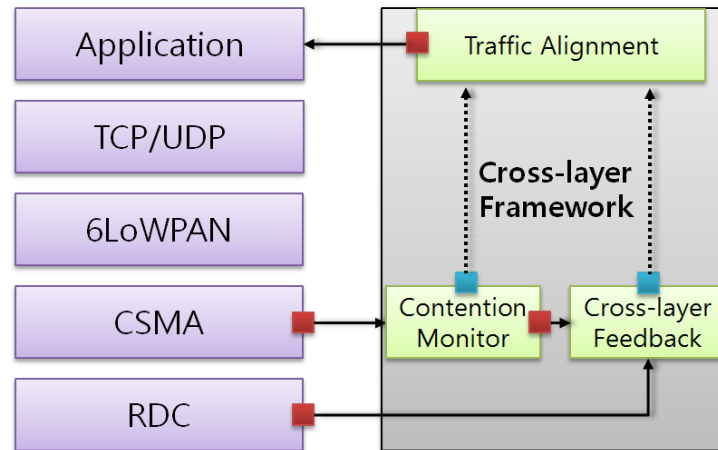 Application
TCP/UDP
6LoWPAN
CSMA
RDC
Traffic Alignment
Cross-layer
Framework
Contention
Monitor
Cross-layer
Feedback